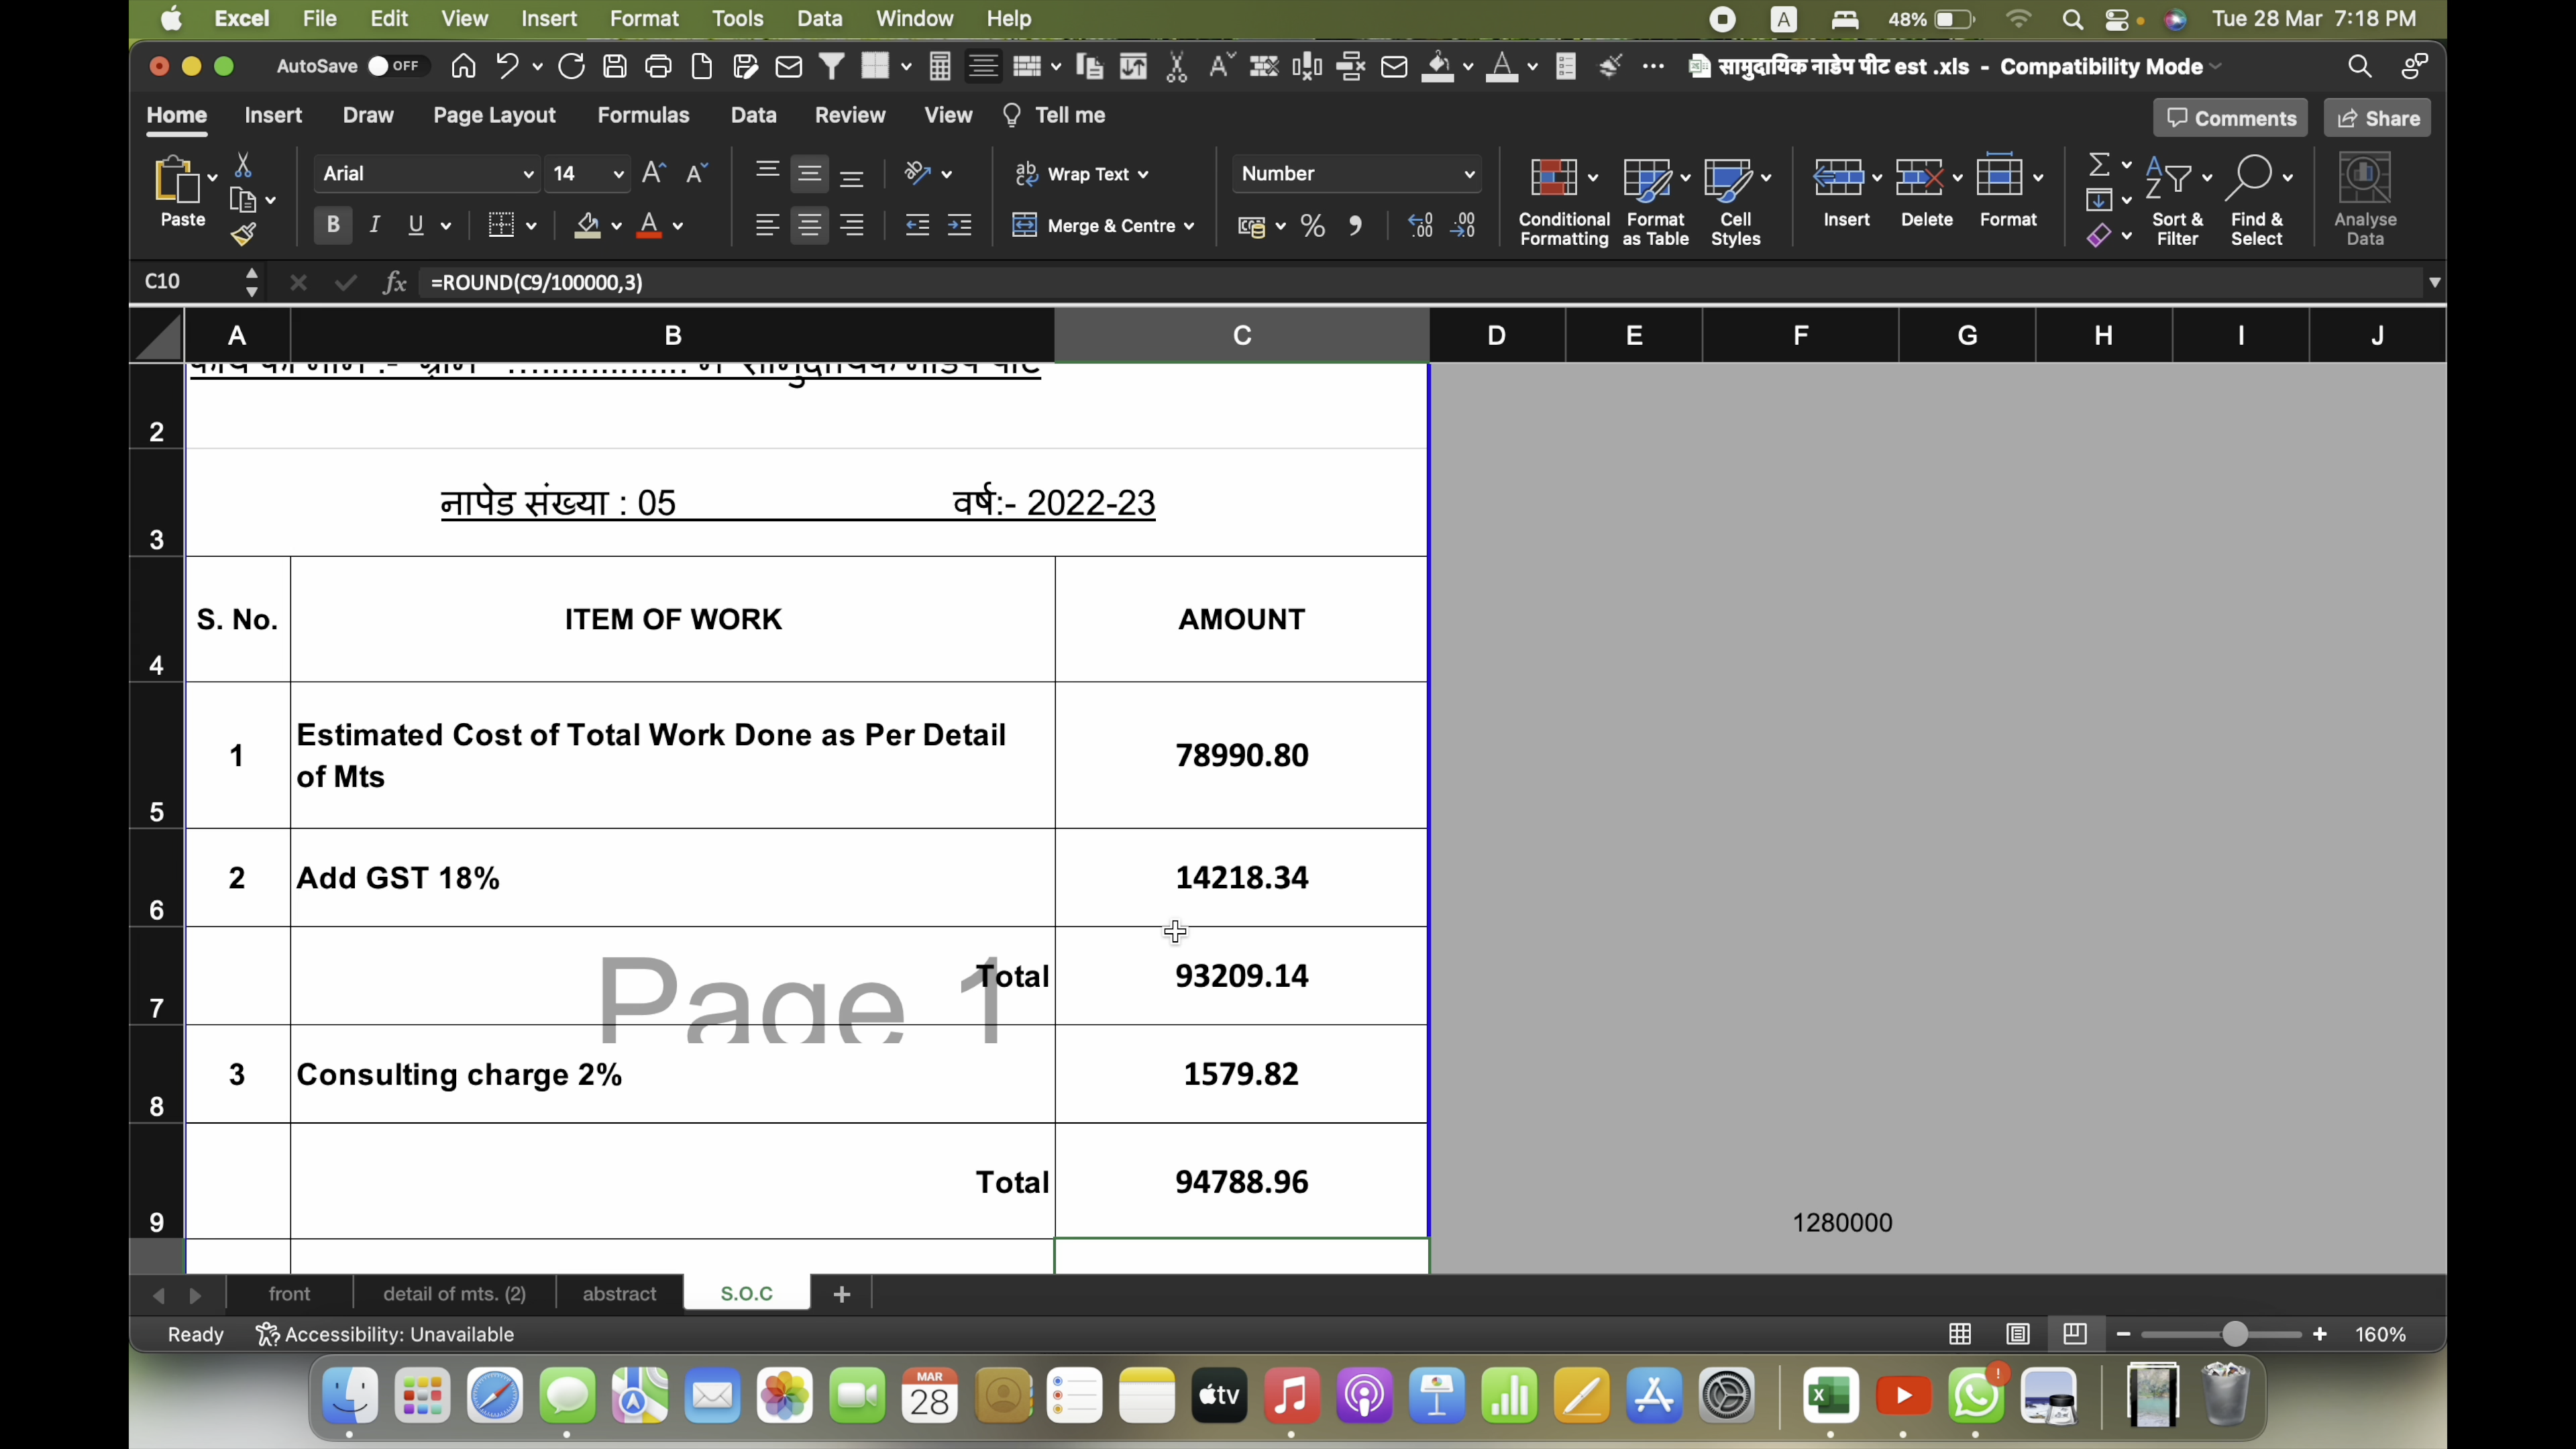 Excel File Edit View Insert Format Tools Data Window Help A 48% Tue 28 Mar 7:18 PM
AutoSave OFF सामुदायिक नाडेप पीट est .xls - Compatibility Mode
Home Insert Draw Page Layout Formulas Data Review View Tell me Comments Share
Paste Arial 14 Wrap Text Number
B I U Merge & Centre
Conditional Formatting
Format as Table
Cell Styles
Insert
Delete
Format
Sort & Filter
Find & Select
Analyse Data
C10 fx =ROUND(C9/100000,3)
A B C D E F G H I J
2
नापेड संख्या : 05 वर्ष:- 2022-23
3
S. No. ITEM OF WORK AMOUNT
4
1 Estimated Cost of Total Work Done as Per Detail
of Mts 78990.80
5
2 Add GST 18% 14218.34
6
Page 1
Total 93209.14
7
3 Consulting charge 2% 1579.82
8
Total 94788.96
9 1280000
front detail of mts. (2) abstract S.O.C +
Ready Accessibility: Unavailable 160%
MAR
28
tv